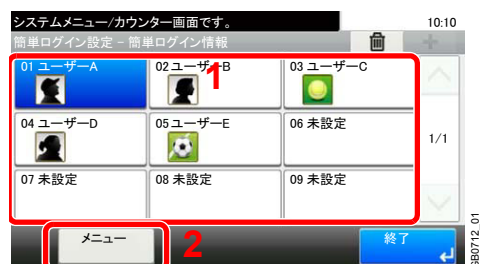 システムメニュー/カウンター画面です。
10:10
簡単ログイン設定 - 簡単ログイン情報
01 ユーザーA
02 ユーザーB
03 ユーザーC
1
04 ユーザーD
05 ユーザーE
06 未設定
1/1
07 未設定
08 未設定
09 未設定
メニュー
2
終了
GB0712_01